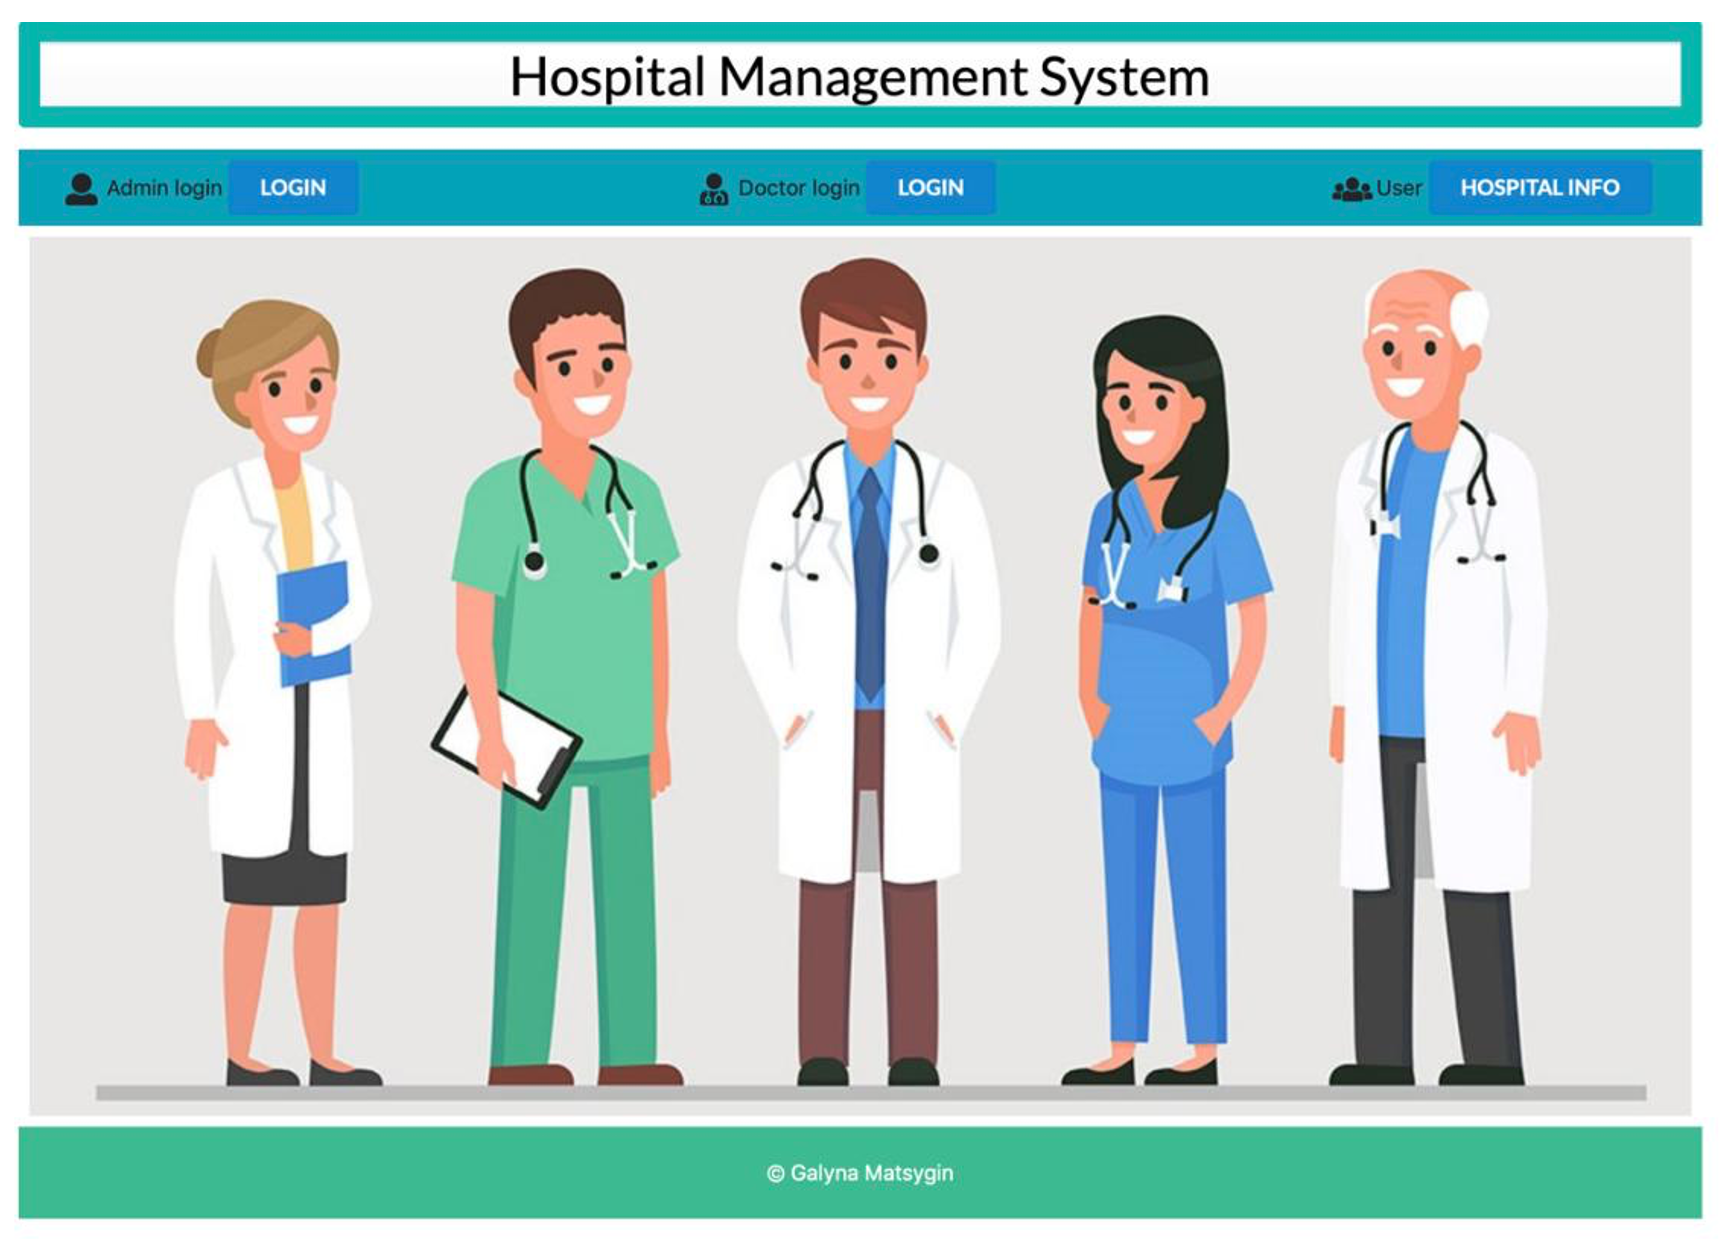 Hospital Management System
Admin login LOGIN Doctor login LOGIN User HOSPITAL INFO
© Galyna Matsygin